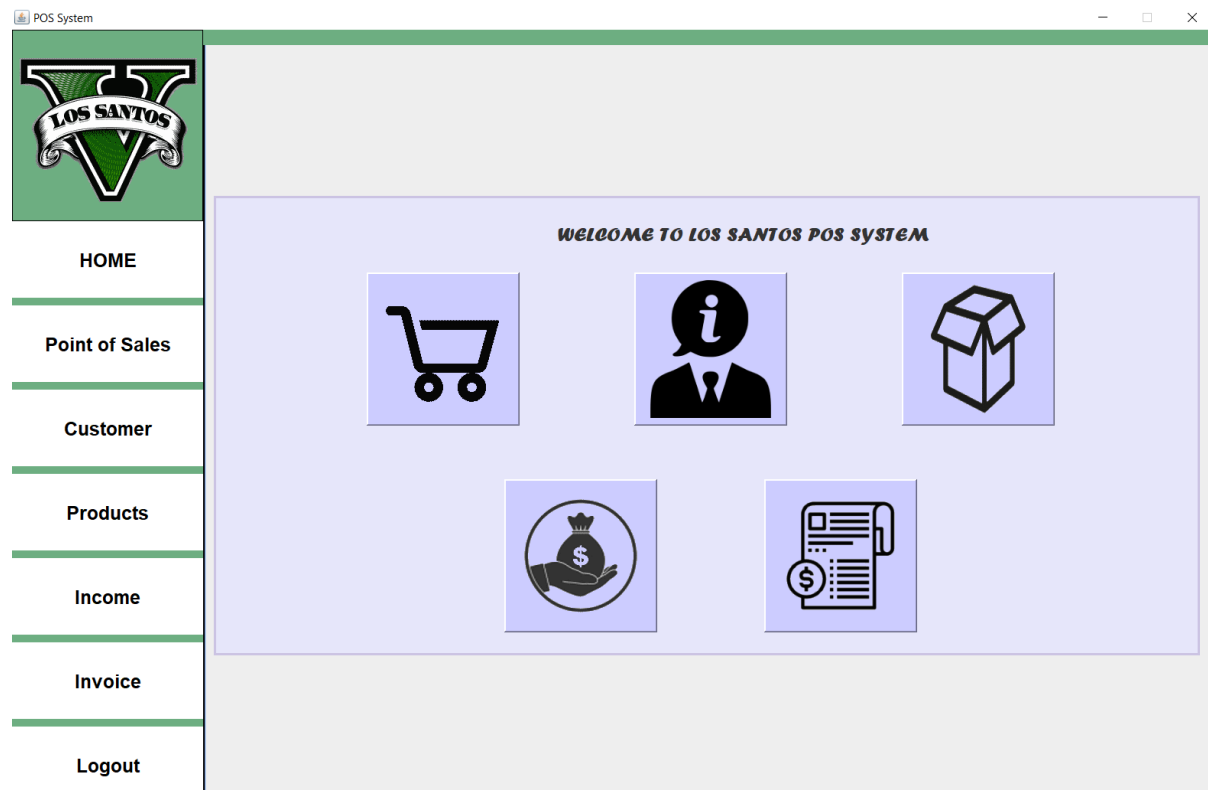 POS System
LOS SANTOS
HOME
Point of Sales
Customer
Products
Income
Invoice
Logout
WELCOME TO LOS SANTOS POS SYSTEM
i
$
$